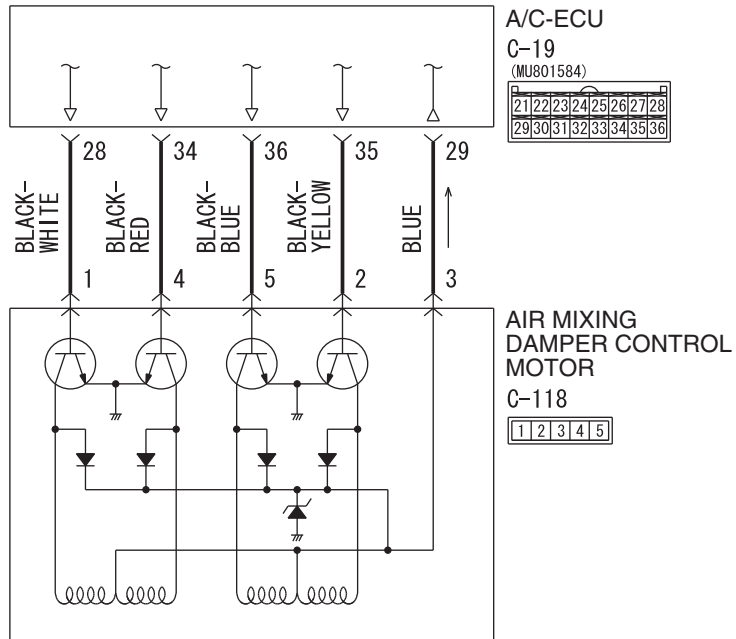 A/C-ECU
C-19
(MU801584)
21 22 23 24 25 26 27 28
29 30 31 32 33 34 35 36
28 34 36 35 29
BLACK-WHITE
BLACK-RED
BLACK-BLUE
BLACK-YELLOW
BLUE
1 4 5 2 3
AIR MIXING
DAMPER CONTROL
MOTOR
C-118
1 2 3 4 5